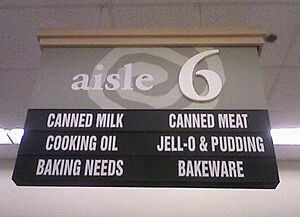 aisle 6
CANNED MILK CANNED MEAT
COOKING OIL JELL-O & PUDDING
BAKING NEEDS BAKEWARE